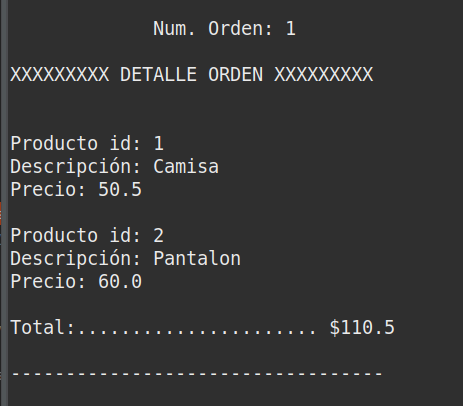 Num. Orden: 1
XXXXXXXXX DETALLE ORDEN XXXXXXXXX
Producto id: 1
Descripción: Camisa
Precio: 50.5
Producto id: 2
Descripción: Pantalon
Precio: 60.0
Total:...................... $110.5
----------------------------------